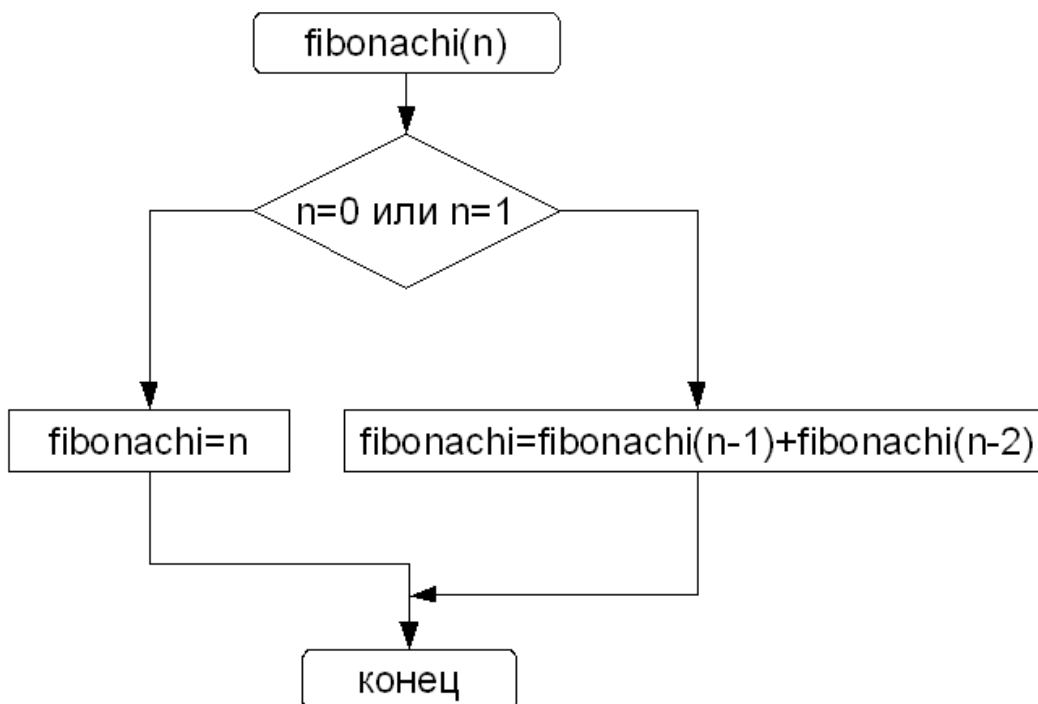 fibonachi(n)
n=0 или n=1
fibonachi=n
fibonachi=fibonachi(n-1)+fibonachi(n-2)
конец